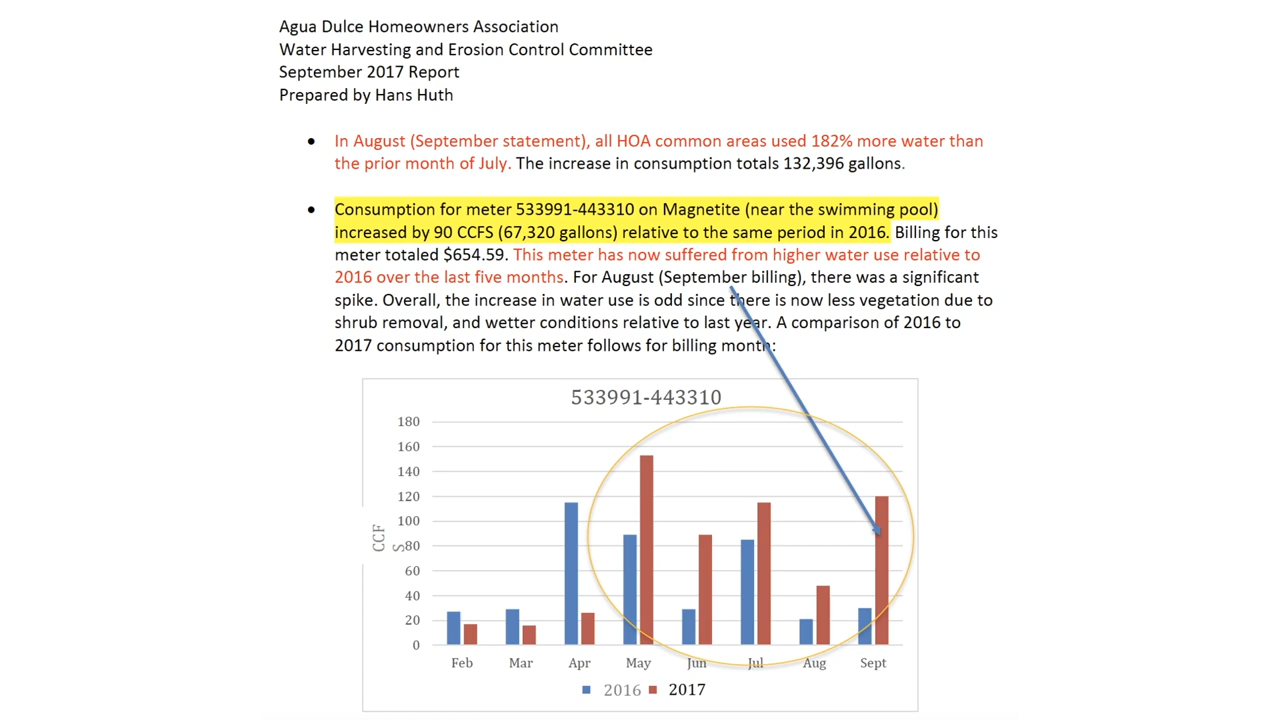 Agua Dulce Homeowners Association
Water Harvesting and Erosion Control Committee
September 2017 Report
Prepared by Hans Huth
• In August (September statement), all HOA common areas used 182% more water than
the prior month of July. The increase in consumption totals 132,396 gallons.
• Consumption for meter 533991-443310 on Magnetite (near the swimming pool)
increased by 90 CCFS (67,320 gallons) relative to the same period in 2016. Billing for this
meter totaled $654.59. This meter has now suffered from higher water use relative to
2016 over the last five months. For August (September billing), there was a significant
spike. Overall, the increase in water use is odd since there is now less vegetation due to
shrub removal, and wetter conditions relative to last year. A comparison of 2016 to
2017 consumption for this meter follows for billing month:
533991-443310
180
160
140
120
100
80
60
40
20
0
CCF
S
Feb Mar Apr May Jun Jul Aug Sept
2016 2017